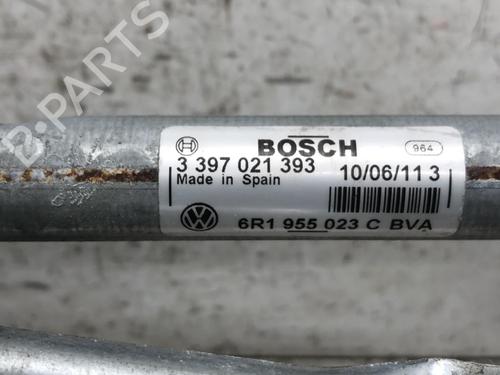 B-PARTS
BOSCH
964
3 397 021 393
10/06/11 3
Made in Spain
6R1 955 023 C BVA